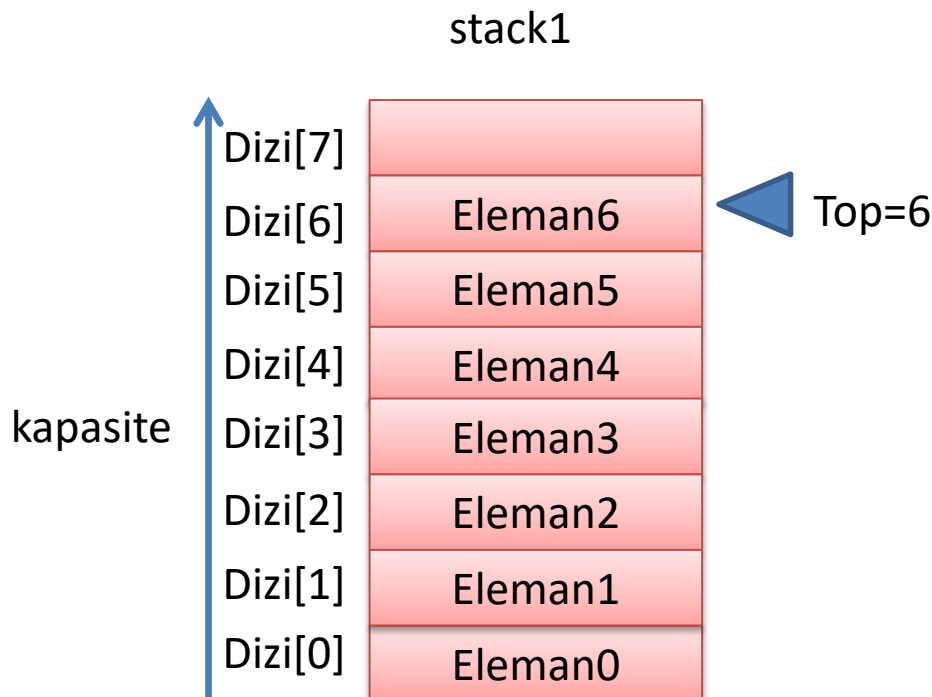 stack1
Dizi[7]
Dizi[6] Eleman6 Top=6
Dizi[5] Eleman5
Dizi[4] Eleman4
kapasite Dizi[3] Eleman3
Dizi[2] Eleman2
Dizi[1] Eleman1
Dizi[0] Eleman0